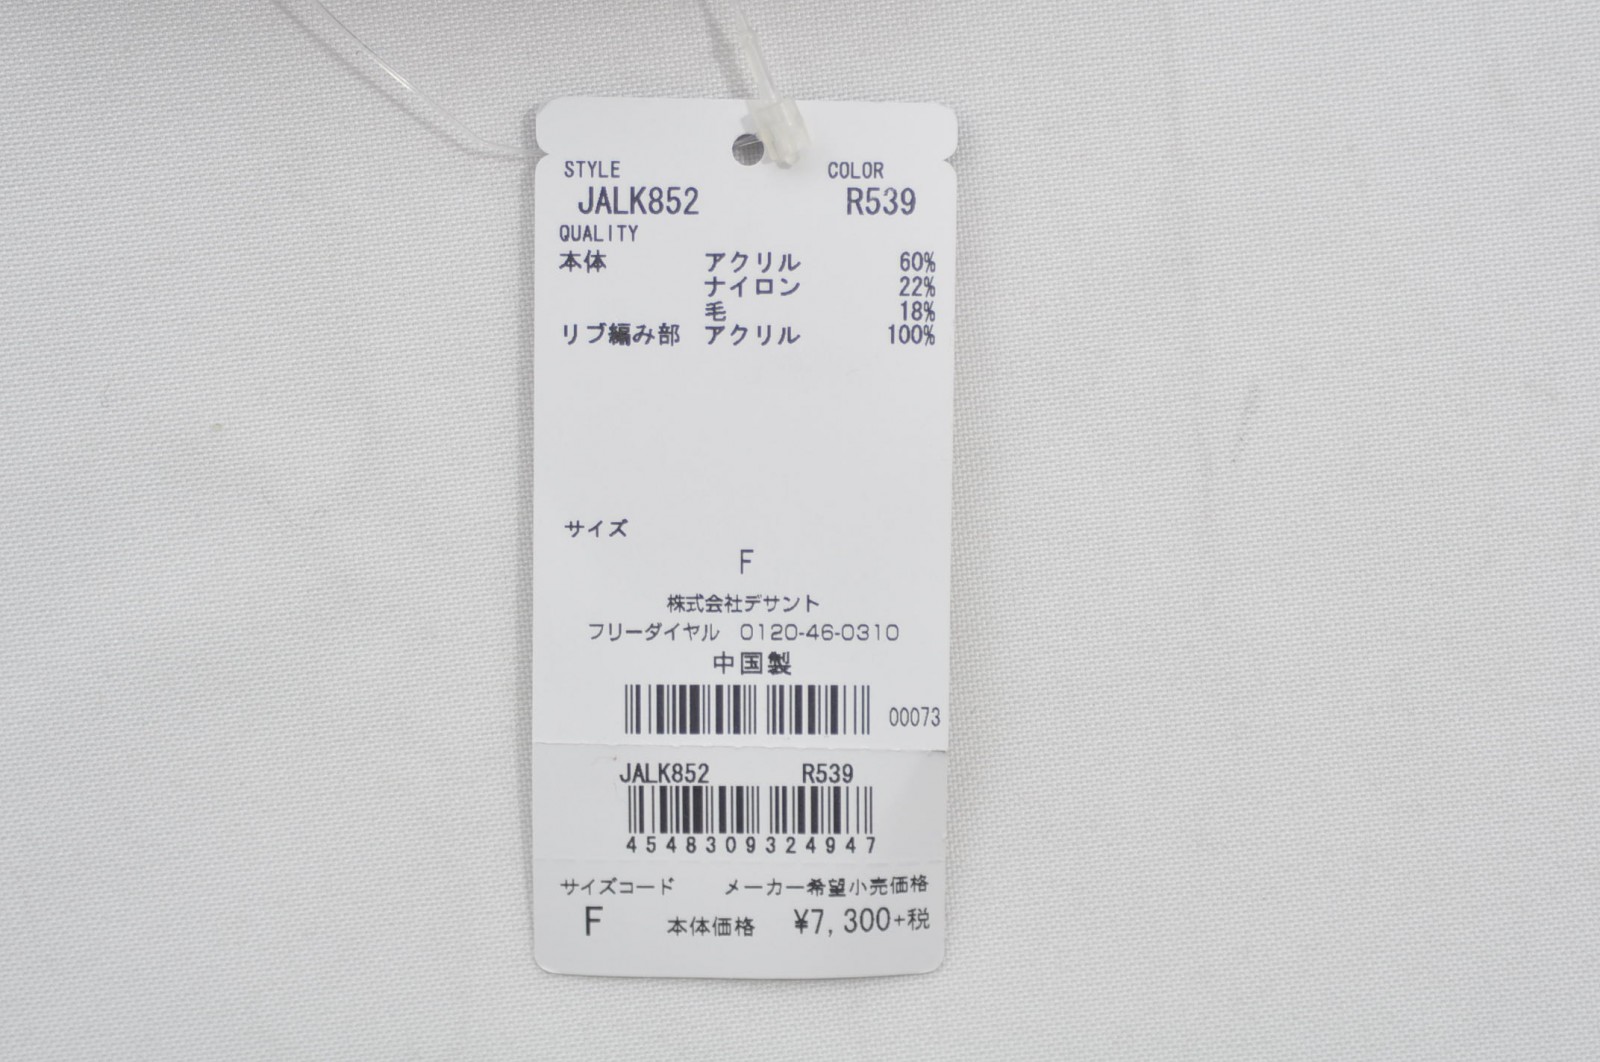 STYLE COLOR
JALK852 R539
QUALITY
本体 アクリル 60%
ナイロン 22%
毛 18%
リブ編み部 アクリル 100%
サイズ
F
株式会社デサント
フリーダイヤル 0120-46-0310
中国製
00073
JALK852 R539
4548309324947
サイズコード メーカー希望小売価格
F 本体価格 ¥7,300+税